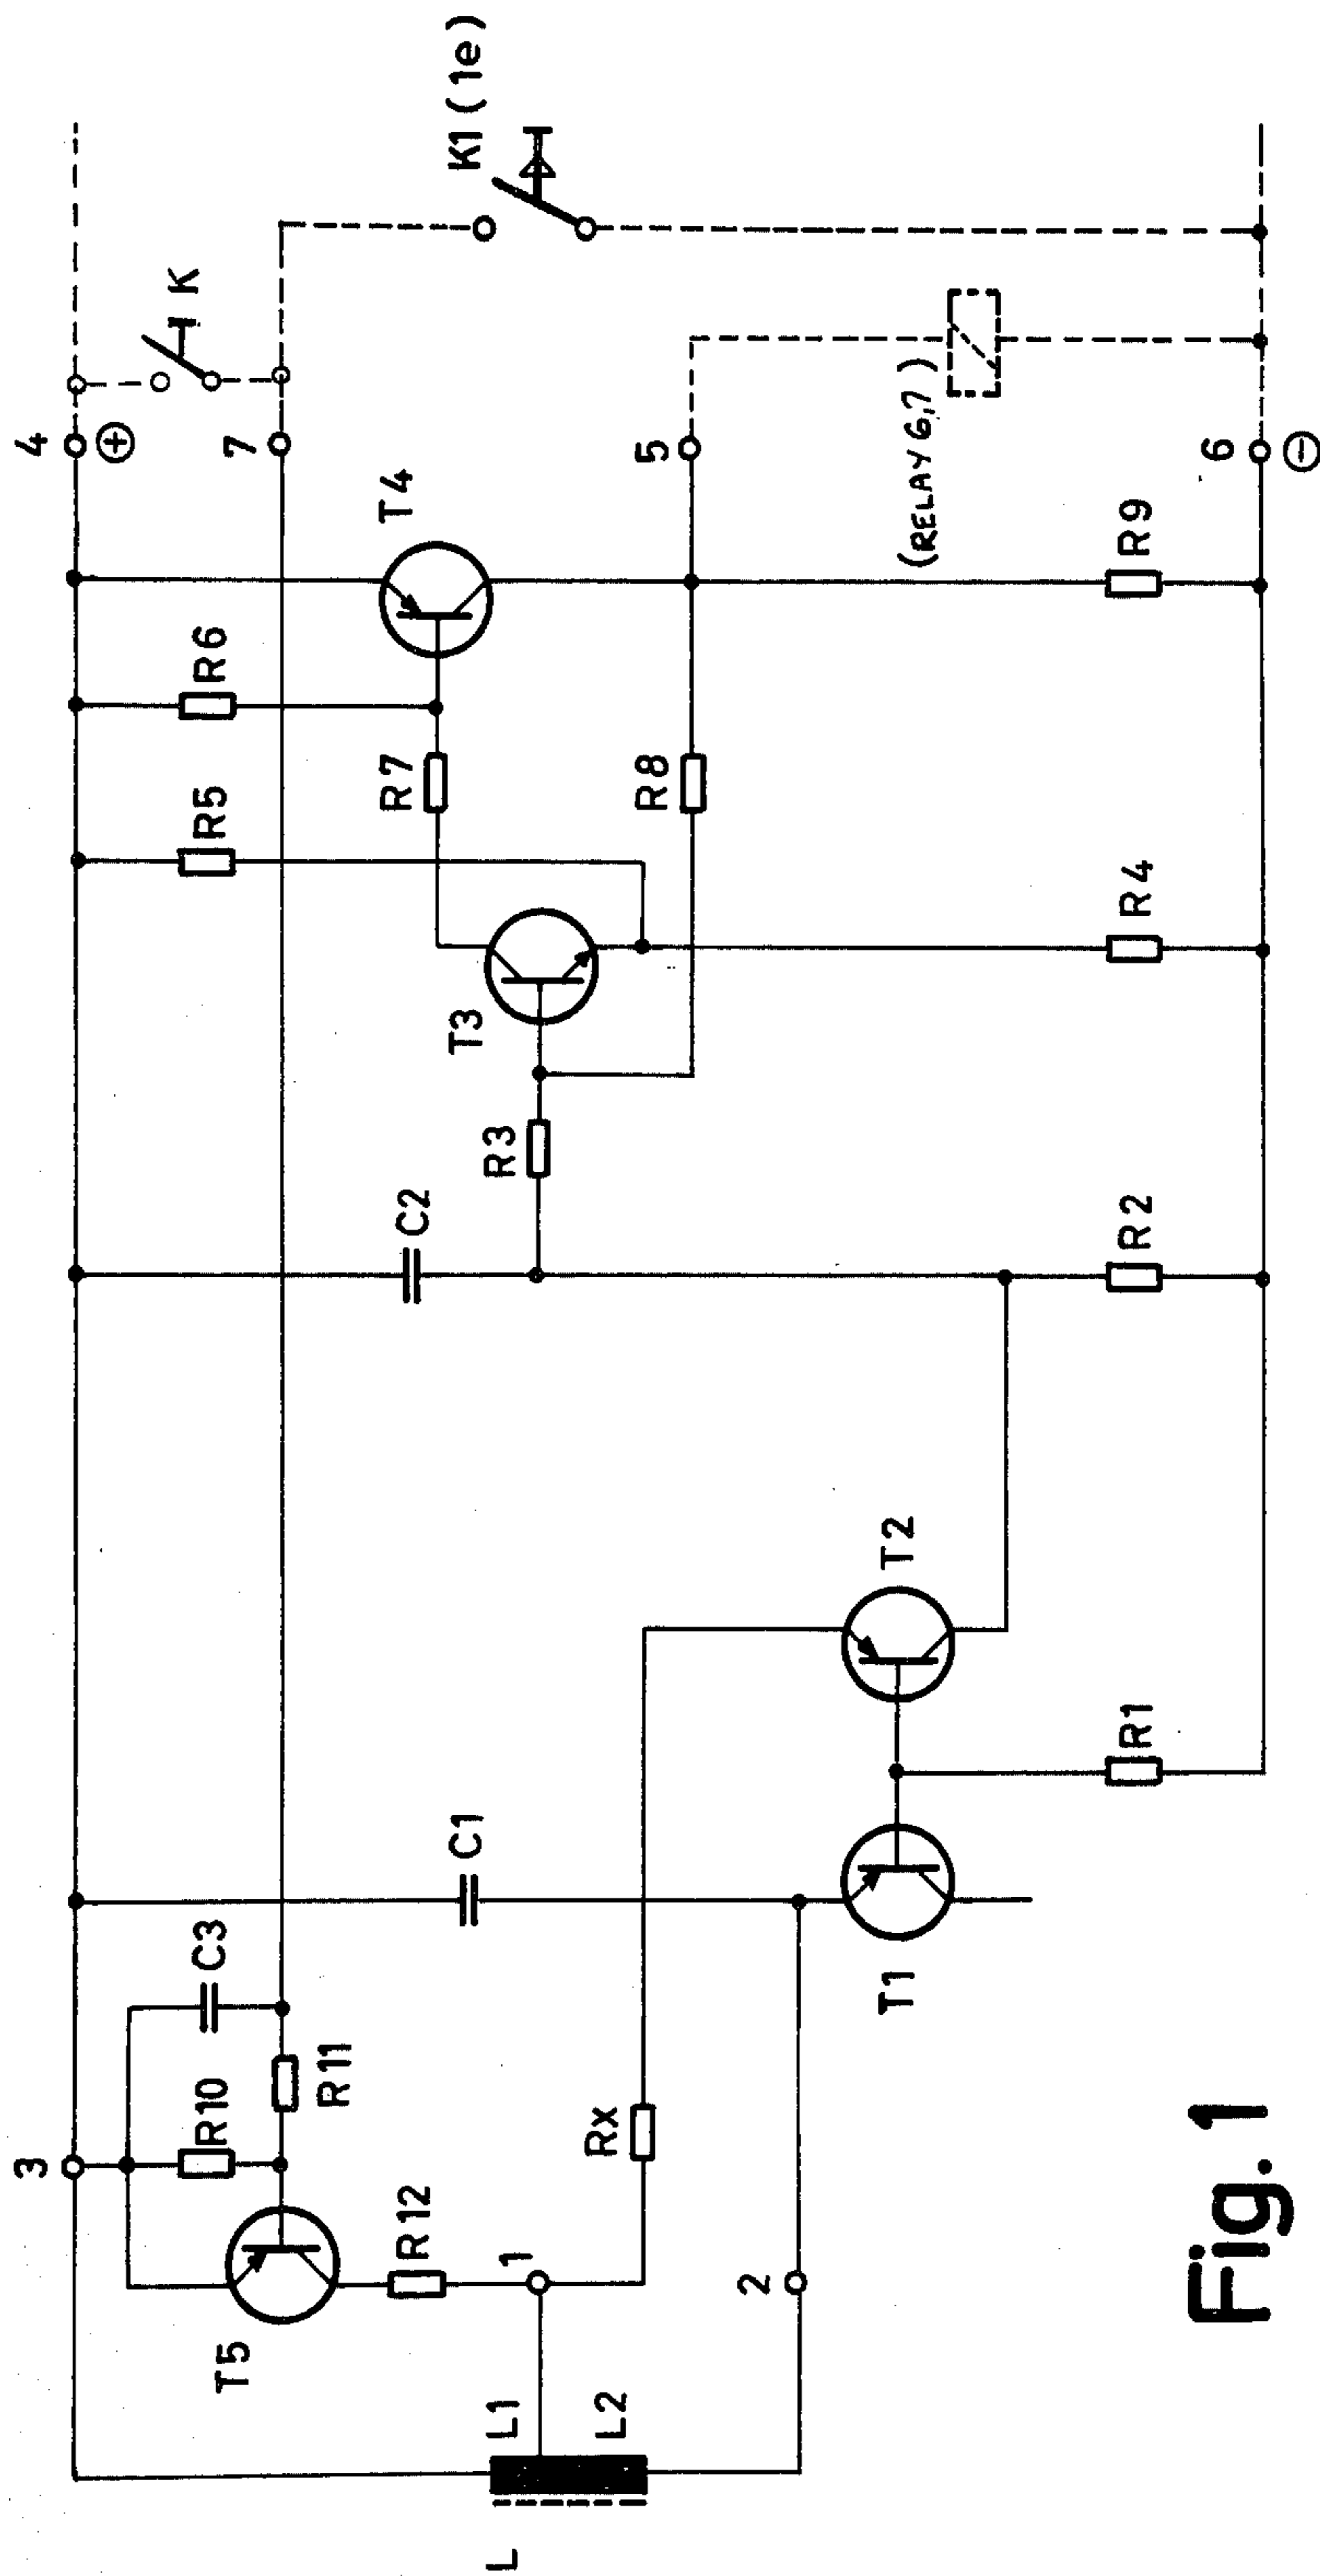 3
4
⊕
K
K1 (1e)
7
C3
R10
R11
T5
R12
R5
R6
T4
R7
C1
C2
L
L1
L2
1
Rx
R3
T3
R8
5
2
T1
T2
(RELAY 6,7)
R1
R2
R4
R9
6
⊖
Fig. 1